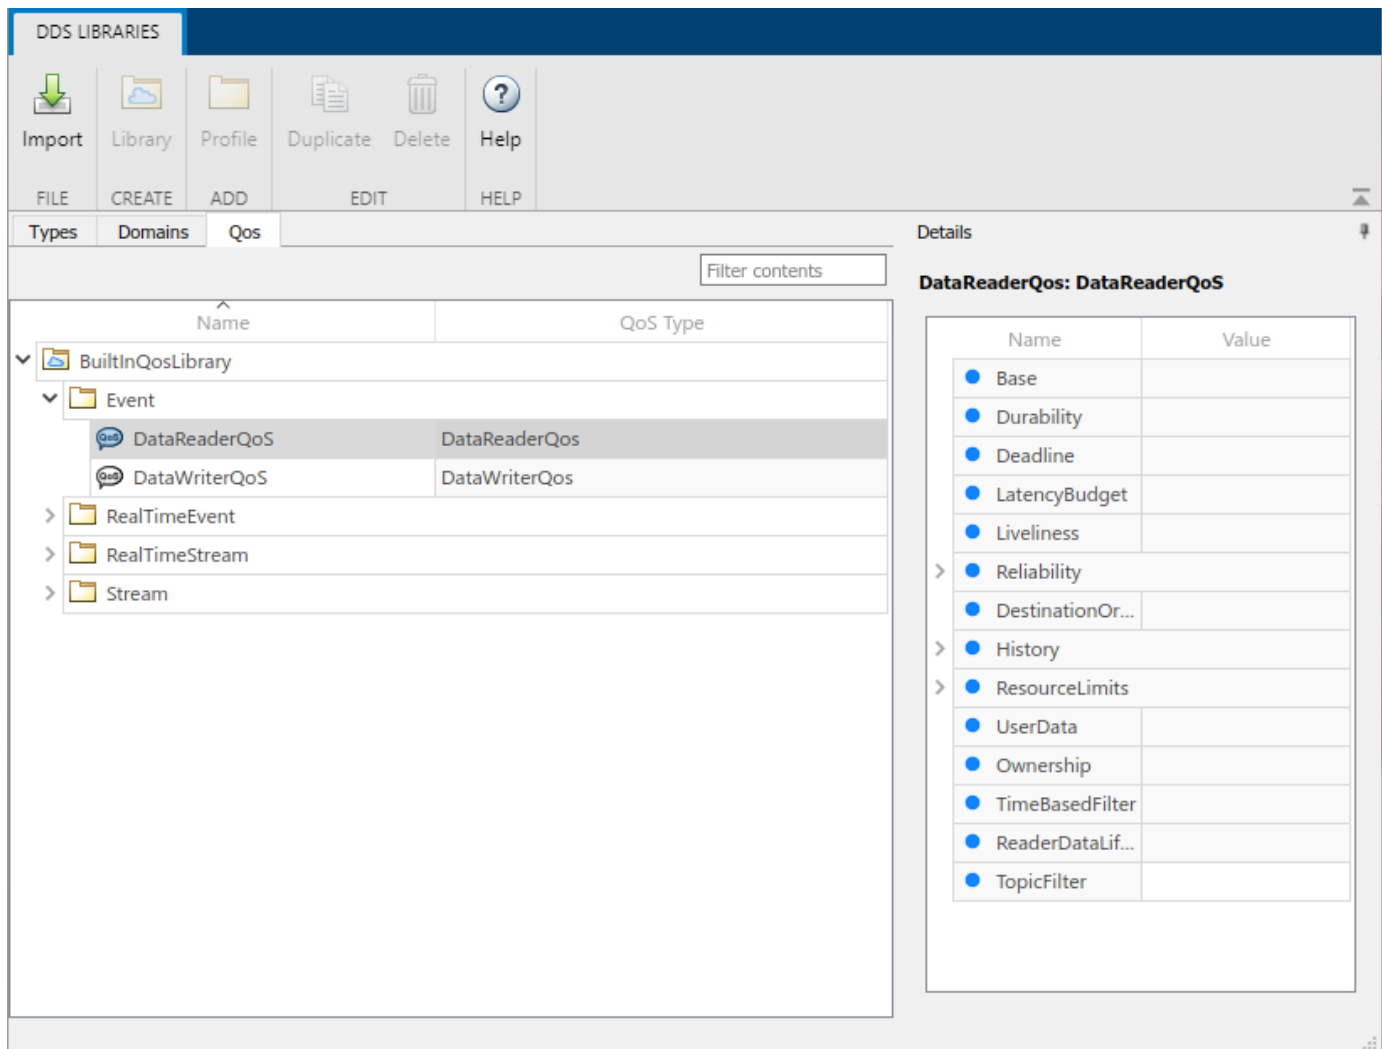 DDS LIBRARIES
Import Library Profile Duplicate Delete Help
FILE CREATE ADD EDIT HELP
Types Domains Qos
Filter contents
Name QoS Type
BuiltInQosLibrary
Event
QoS DataReaderQoS DataReaderQos
QoS DataWriterQoS DataWriterQos
RealTimeEvent
RealTimeStream
Stream
Details
DataReaderQos: DataReaderQoS
Name Value
Base
Durability
Deadline
LatencyBudget
Liveliness
Reliability
DestinationOr...
History
ResourceLimits
UserData
Ownership
TimeBasedFilter
ReaderDataLif...
TopicFilter